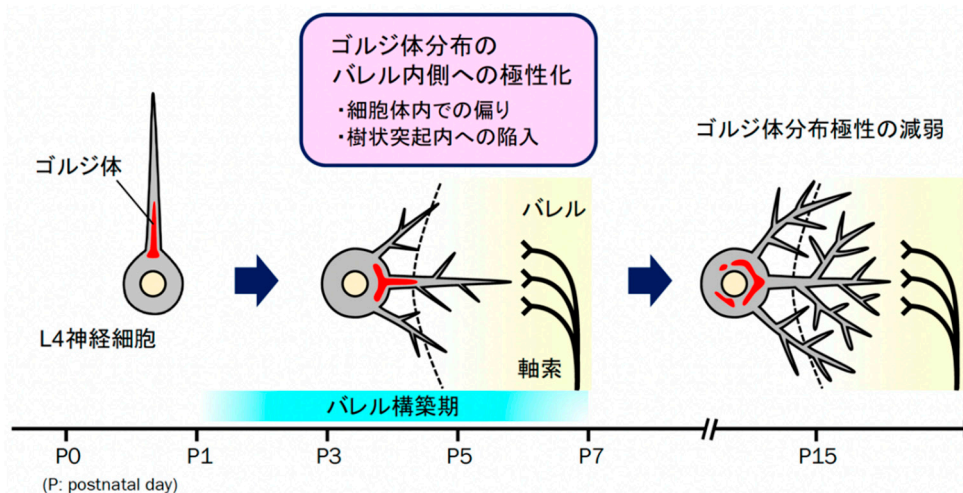 ゴルジ体分布の
バレル内側への極性化
・細胞体内での偏り
・樹状突起内への陥入
ゴルジ体分布極性の減弱
ゴルジ体
バレル
L4神経細胞
軸索
バレル構築期
P0
P1
P3
P5
P7
P15
(P: postnatal day)